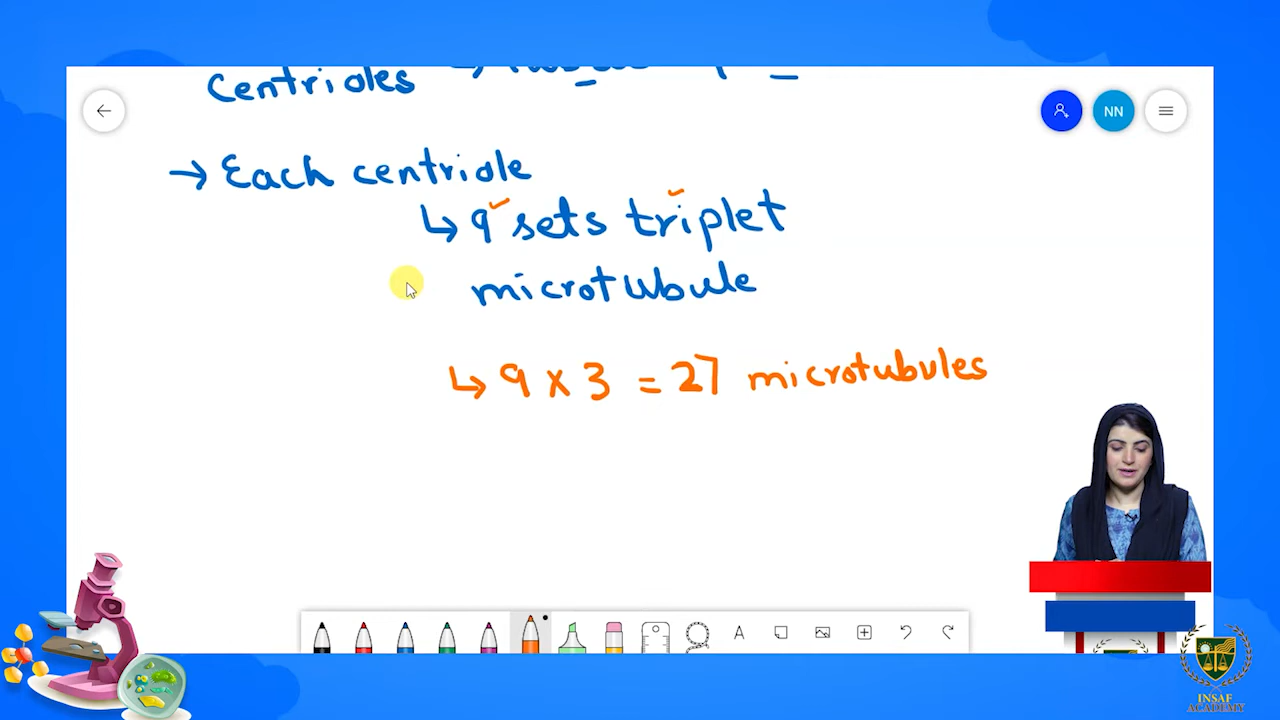 centrioles
→ Each centriole
↳ 9 sets triplet
microtubule
↳ 9 x 3 = 27 microtubules
NN
A
INSAF
ACADEMY